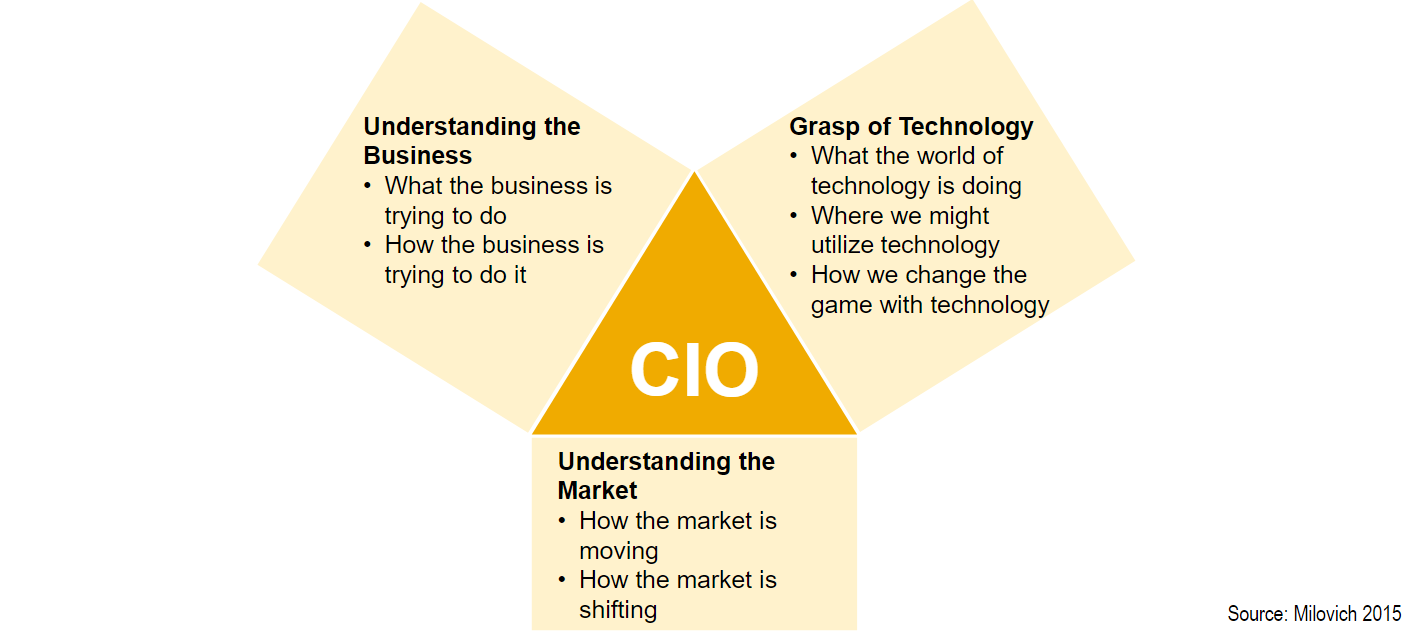 Understanding the
Business
• What the business is
trying to do
• How the business is
trying to do it
Grasp of Technology
• What the world of
technology is doing
• Where we might
utilize technology
• How we change the
game with technology
CIO
Understanding the
Market
• How the market is
moving
• How the market is
shifting
Source: Milovich 2015